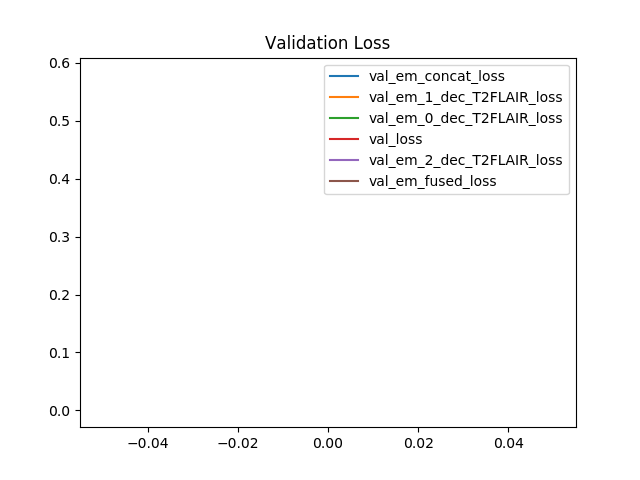 Validation Loss
0.6
0.5
0.4
0.3
0.2
0.1
0.0
val_em_concat_loss
val_em_1_dec_T2FLAIR_loss
val_em_0_dec_T2FLAIR_loss
val_loss
val_em_2_dec_T2FLAIR_loss
val_em_fused_loss
−0.04 −0.02 0.00 0.02 0.04